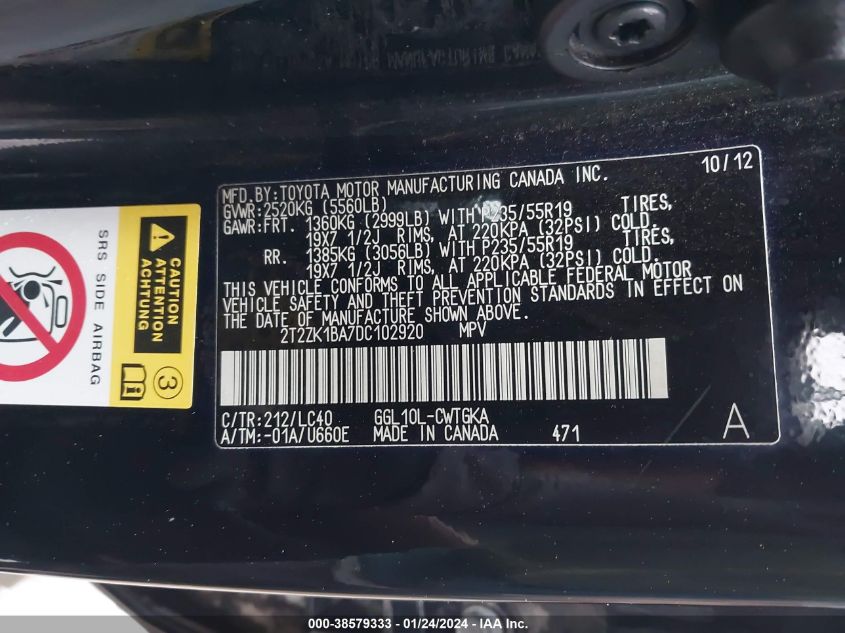 10/12
MFD.BY:TOYOTA MOTOR MANUFACTURING CANADA INC.
GVWR:2520KG (5560LB)
GAWR:FRT. 1360KG (2999LB) WITH P235/55R19 TIRES,
19X7 1/2J RIMS, AT 220KPA (32PSI) COLD.
RR. 1385KG (3056LB) WITH P235/55R19 TIRES,
19X7 1/2J RIMS, AT 220KPA (32PSI) COLD.
THIS VEHICLE CONFORMS TO ALL APPLICABLE FEDERAL MOTOR
VEHICLE SAFETY AND THEFT PREVENTION STANDARDS IN EFFECT ON
THE DATE OF MANUFACTURE SHOWN ABOVE.
2T2ZK1BA7DC102920 MPV
C/TR:212/LC40 GGL10L-CWTGKA
A/TM:-01A/U660E MADE IN CANADA 471 A
CAUTION
ATTENTION
ACHTUNG
3
SRS SIDE AIRBAG
000-38579333 - 01/24/2024 - IAA Inc.